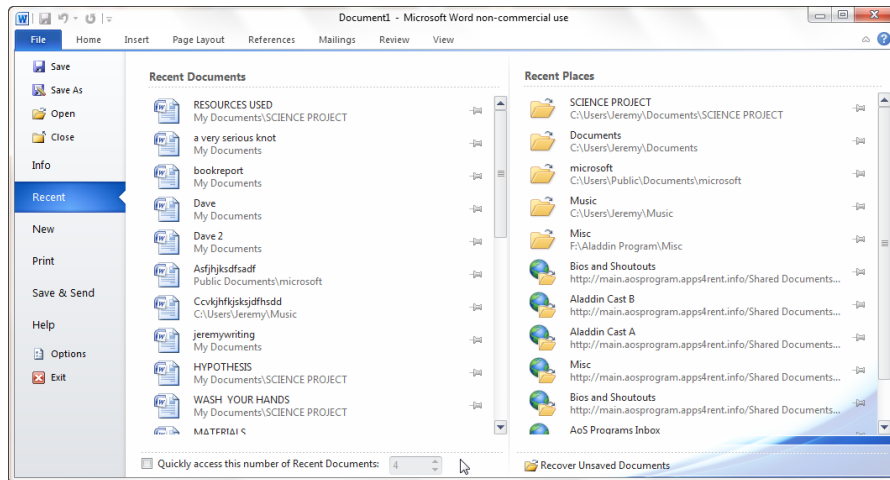 Document1 - Microsoft Word non-commercial use
File Home Insert Page Layout References Mailings Review View
Save
Save As
Open
Close
Info
Recent
New
Print
Save & Send
Help
Options
Exit
Recent Documents
RESOURCES USED
My Documents\SCIENCE PROJECT
a very serious knot
My Documents
bookreport
My Documents
Dave
My Documents
Dave 2
My Documents
Asfjhjksdfsadf
Public Documents\microsoft
Ccvkjhfkjsksjdfhsdd
C:\Users\Jeremy\Music
jeremywriting
My Documents
HYPOTHESIS
My Documents\SCIENCE PROJECT
WASH YOUR HANDS
My Documents\SCIENCE PROJECT
MATERIALS
Quickly access this number of Recent Documents: 4
Recent Places
SCIENCE PROJECT
C:\Users\Jeremy\Documents\SCIENCE PROJECT
Documents
C:\Users\Jeremy\Documents
microsoft
C:\Users\Public\Documents\microsoft
Music
C:\Users\Jeremy\Music
Misc
F:\Aladdin Program\Misc
Bios and Shoutouts
http://main.aosprogram.apps4rent.info/Shared Documents...
Aladdin Cast B
http://main.aosprogram.apps4rent.info/Shared Documents...
Aladdin Cast A
http://main.aosprogram.apps4rent.info/Shared Documents...
Misc
http://main.aosprogram.apps4rent.info/Shared Documents...
Bios and Shoutouts
http://main.aosprogram.apps4rent.info/Shared Documents...
AoS Programs Inbox
Recover Unsaved Documents